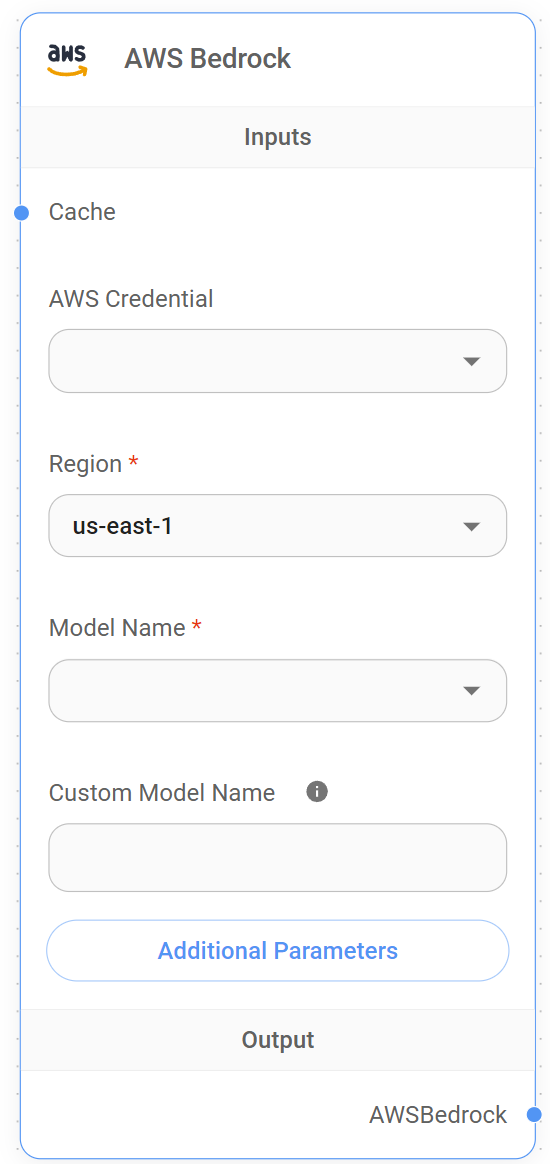 aws
AWS Bedrock
Inputs
Cache
AWS Credential
Region *
us-east-1
Model Name *
Custom Model Name
Additional Parameters
Output
AWSBedrock